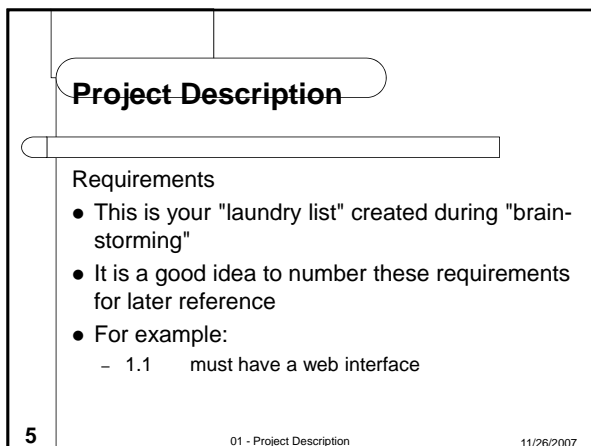 Project Description
Requirements
● This is your "laundry list" created during "brain-
storming"
● It is a good idea to number these requirements
for later reference
● For example:
– 1.1 must have a web interface
5
01 - Project Description
11/26/2007